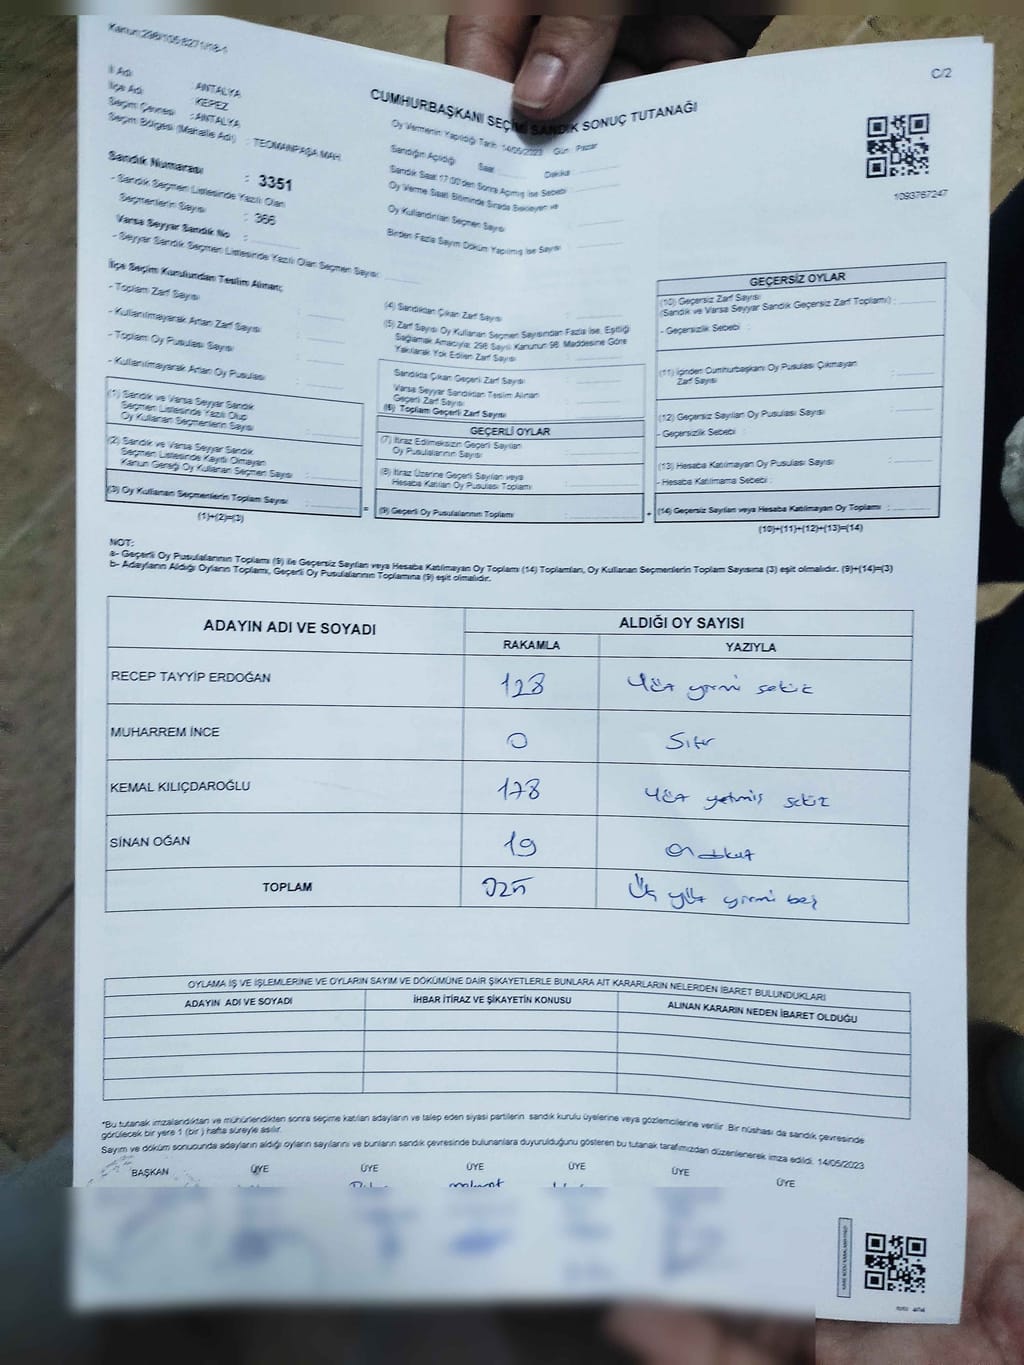 Kanun:298/105;8271/18-1
C/2
İl Adı : ANTALYA
İlçe Adı : KEPEZ
Seçim Çevresi : ANTALYA
Seçim Bölgesi (Mahalle Adı) : TEOMANPAŞA MAH.
Sandık Numarası : 3351
- Sandık Seçmen Listesinde Yazılı Olan
Seçmenlerin Sayısı : 366
Varsa Seyyar Sandık No :
- Seyyar Sandık Seçmen Listesinde Yazılı Olan Seçmen Sayısı:
CUMHURBAŞKANI SEÇİMİ SANDIK SONUÇ TUTANAĞI
Oy Vermenin Yapıldığı Tarih: 14/05/2023 Gün: Pazar
Sandığın Açıldığı Saat Dakika
Sandık Saat 17:00'den Sonra Açılmış İse Sebebi
Oy Verme Saati Bitiminde Sırada Bekleyen ve
Oy Kullandırılan Seçmen Sayısı :
Birden Fazla Sayım Döküm Yapılmış İse Sayısı :
1093767247
İlçe Seçim Kurulundan Teslim Alınan;
- Toplam Zarf Sayısı :
- Kullanılmayarak Artan Zarf Sayısı :
- Toplam Oy Pusulası Sayısı :
- Kullanılmayarak Artan Oy Pusulası :
(1) Sandık ve Varsa Seyyar Sandık
Seçmen Listesinde Yazılı Olup
Oy Kullanan Seçmenlerin Sayısı :
(2) Sandık ve Varsa Seyyar Sandık
Seçmen Listesinde Kayıtlı Olmayan
Kanun Gereği Oy Kullanan Seçmen Sayısı :
(3) Oy Kullanan Seçmenlerin Toplam Sayısı :
(1)+(2)=(3)
(4) Sandıktan Çıkan Zarf Sayısı :
(5) Zarf Sayısı Oy Kullanan Seçmen Sayısından Fazla İse, Eşitliği
Sağlamak Amacıyla; 298 Sayılı Kanunun 98. Maddesine Göre
Yakılarak Yok Edilen Zarf Sayısı :
Sandıkta Çıkan Geçerli Zarf Sayısı :
Varsa Seyyar Sandıktan Teslim Alınan
Geçerli Zarf Sayısı :
(6) Toplam Geçerli Zarf Sayısı :
GEÇERLİ OYLAR
(7) İtiraz Edilmeksizin Geçerli Sayılan
Oy Pusulalarının Sayısı :
(8) İtiraz Üzerine Geçerli Sayılan veya
Hesaba Katılan Oy Pusulası Toplamı :
= (9) Geçerli Oy Pusulalarının Toplamı :
GEÇERSİZ OYLAR
(10) Geçersiz Zarf Sayısı
(Sandık ve Varsa Seyyar Sandık Geçersiz Zarf Toplamı) :
- Geçersizlik Sebebi :
(11) İçinden Cumhurbaşkanı Oy Pusulası Çıkmayan
Zarf Sayısı :
(12) Geçersiz Sayılan Oy Pusulası Sayısı :
- Geçersizlik Sebebi :
(13) Hesaba Katılmayan Oy Pusulası Sayısı :
- Hesaba Katılmama Sebebi :
+ (14) Geçersiz Sayılan veya Hesaba Katılmayan Oy Toplamı :
(10)+(11)+(12)+(13)=(14)
NOT:
a- Geçerli Oy Pusulalarının Toplamı (9) ile Geçersiz Sayılan veya Hesaba Katılmayan Oy Toplamı (14) Toplamları, Oy Kullanan Seçmenlerin Toplam Sayısına (3) eşit olmalıdır. (9)+(14)=(3)
b- Adayların Aldığı Oyların Toplamı, Geçerli Oy Pusulalarının Toplamına (9) eşit olmalıdır.
ADAYIN ADI VE SOYADI
ALDIĞI OY SAYISI
RAKAMLA YAZIYLA
RECEP TAYYİP ERDOĞAN 128 Yüz yirmi sekiz
MUHARREM İNCE 0 Sıfır
KEMAL KILIÇDAROĞLU 178 Yüz yetmiş sekiz
SİNAN OĞAN 19 On dokuz
TOPLAM 325 Üç yüz yirmi beş
OYLAMA İŞ VE İŞLEMLERİNE VE OYLARIN SAYIM VE DÖKÜMÜNE DAİR ŞİKAYETLERLE BUNLARA AİT KARARLARIN NELERDEN İBARET BULUNDUKLARI
ADAYIN ADI VE SOYADI İHBAR İTİRAZ VE ŞİKAYETİN KONUSU ALINAN KARARIN NEDEN İBARET OLDUĞU
*Bu tutanak imzalandıktan ve mühürlendikten sonra seçime katılan adayların ve talep eden siyasi partilerin sandık kurulu üyelerine veya gözlemcilerine verilir. Bir nüshası da sandık çevresinde
görülecek bir yere 1 (bir) hafta süreyle asılır.
Sayım ve döküm sonucunda adayların aldığı oyların sayılarını ve bunların sandık çevresinde bulunanlara duyurulduğunu gösteren bu tutanak tarafımızdan düzenlenerek imza edildi. 14/05/2023
BAŞKAN ÜYE ÜYE ÜYE ÜYE ÜYE ÜYE